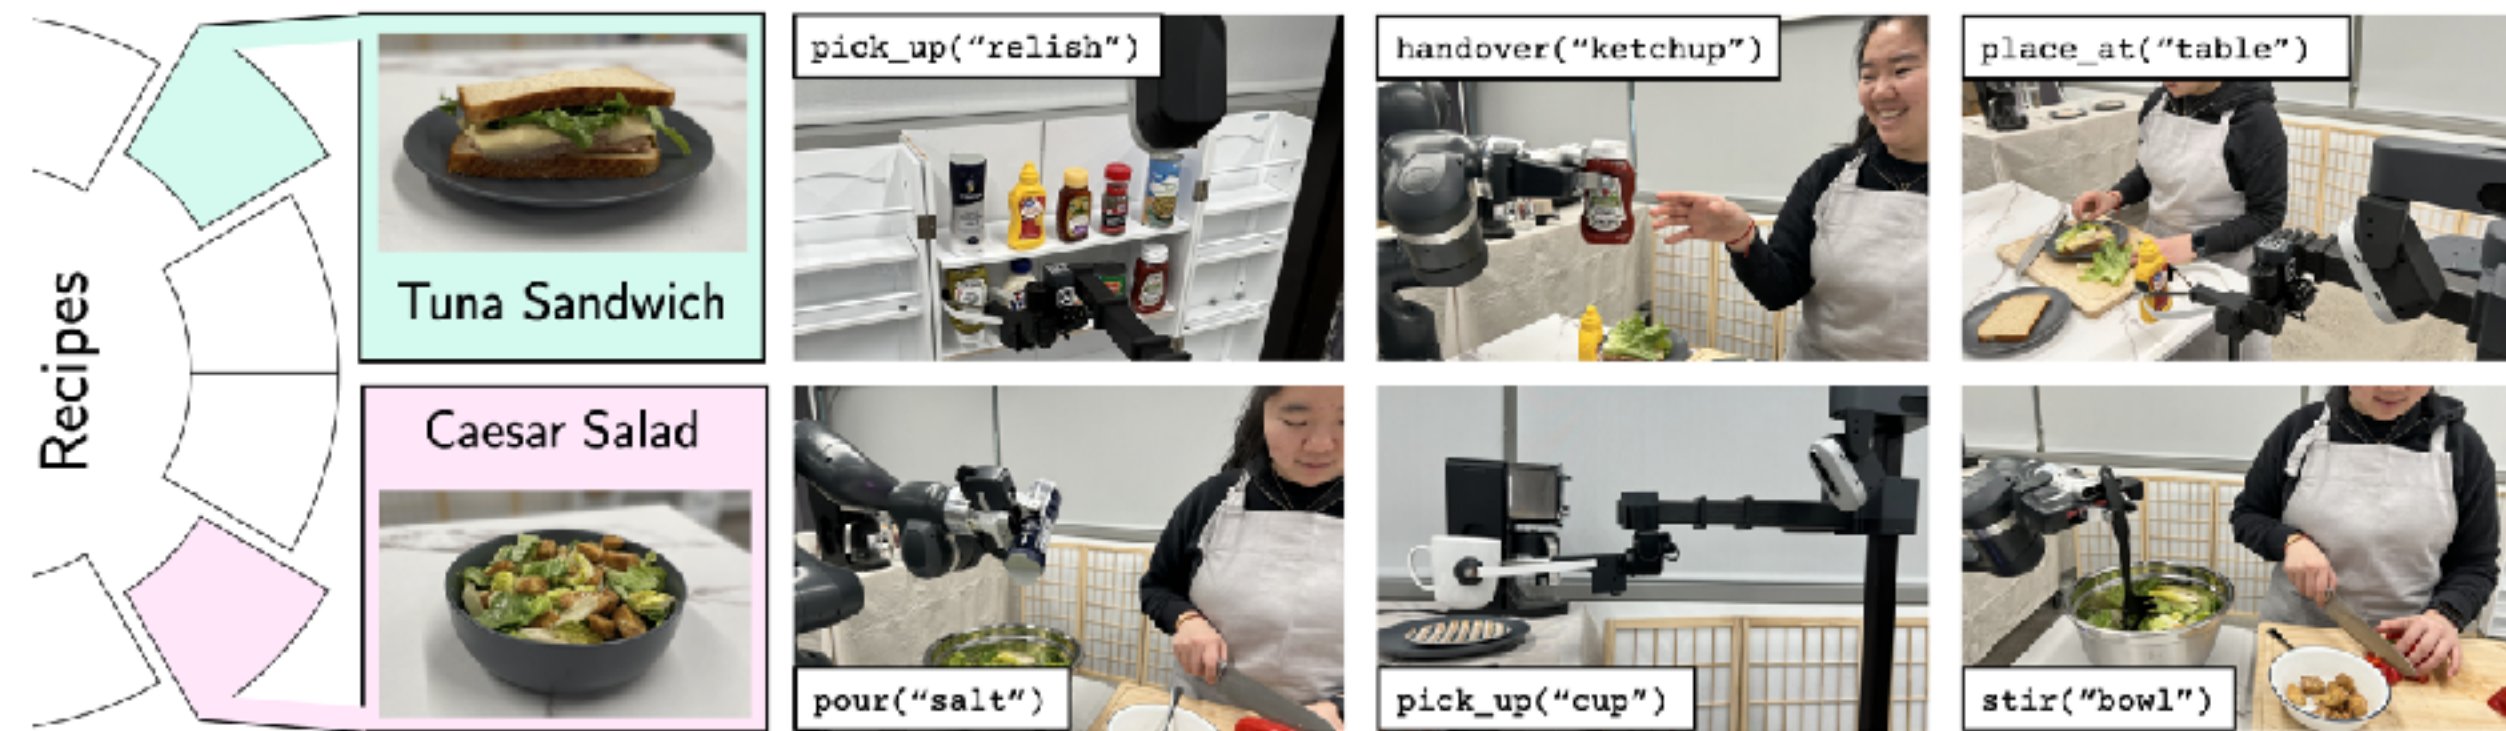 Recipes
Tuna Sandwich
pick_up(“relish”)
handover(“ketchup”)
place_at(“table”)
Caesar Salad
pour(“salt”)
pick_up(“cup”)
stir(“bowl”)